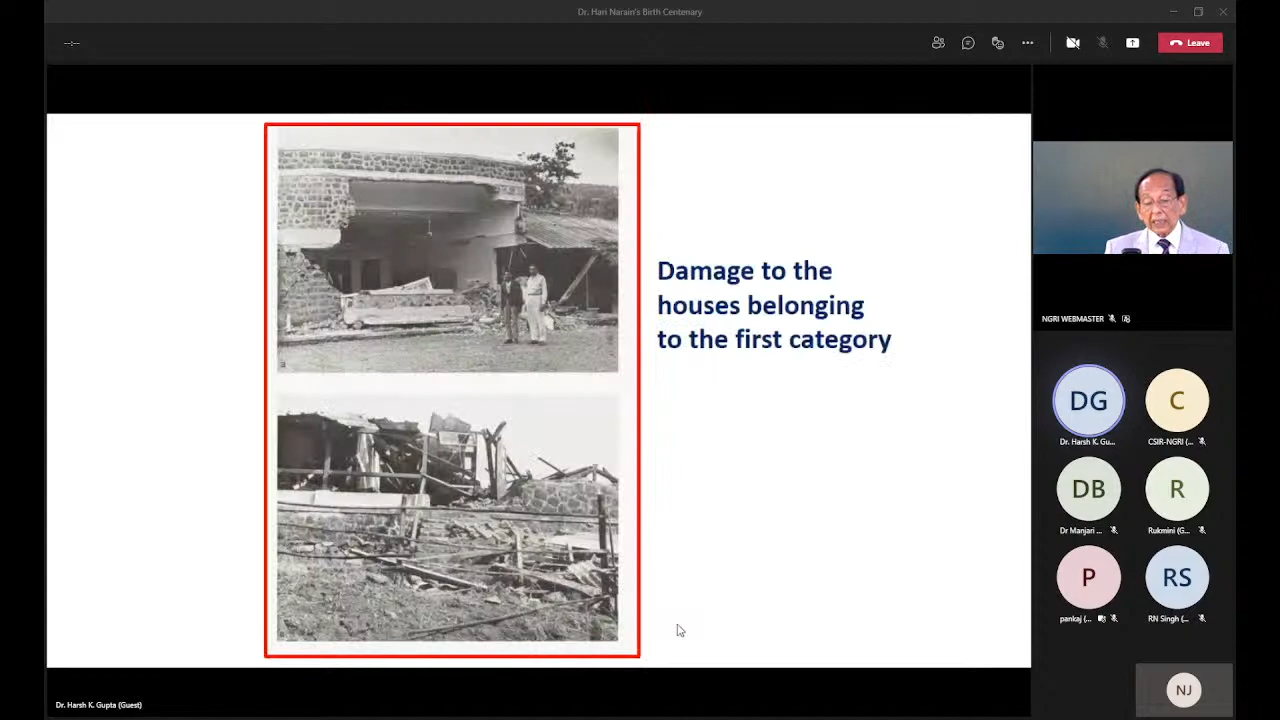 Dr. Hari Narain's Birth Centenary
--:--
Leave
Damage to the
houses belonging
to the first category
NGRI WEBMASTER
DG
C
Dr. Harsh K. Gu...
CSIR-NGRI (...
DB
R
Dr Manjari ...
Rukmini (G...
P
RS
pankaj (...
RN Singh (...
NJ
Dr. Harsh K. Gupta (Guest)